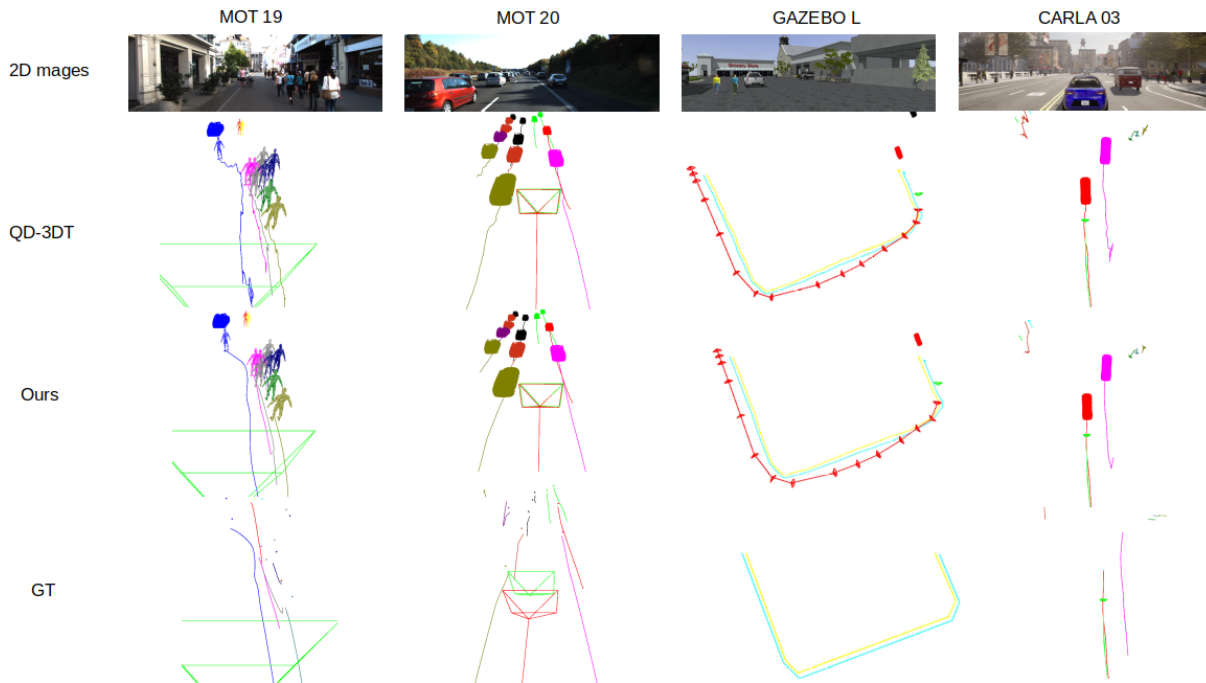 MOT 19
MOT 20
GAZEBO L
CARLA 03
2D mages
QD-3DT
Ours
GT